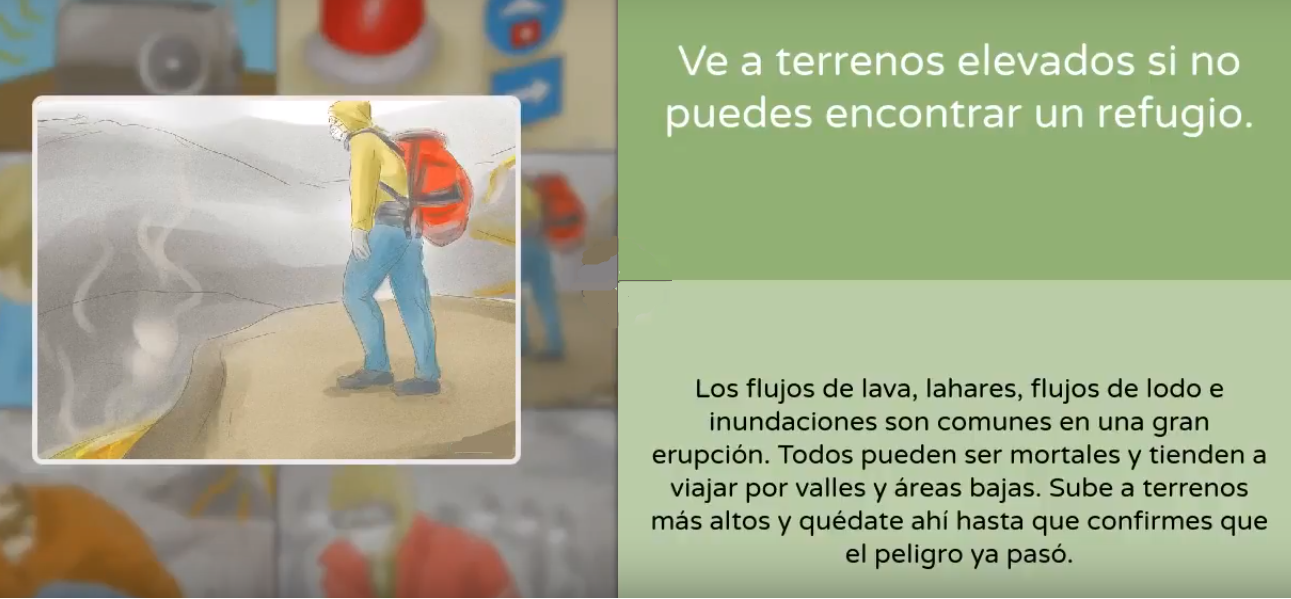 Ve a terrenos elevados si no
puedes encontrar un refugio.
Los flujos de lava, lahares, flujos de lodo e
inundaciones son comunes en una gran
erupción. Todos pueden ser mortales y tienden a
viajar por valles y áreas bajas. Sube a terrenos
más altos y quédate ahí hasta que confirmes que
el peligro ya pasó.